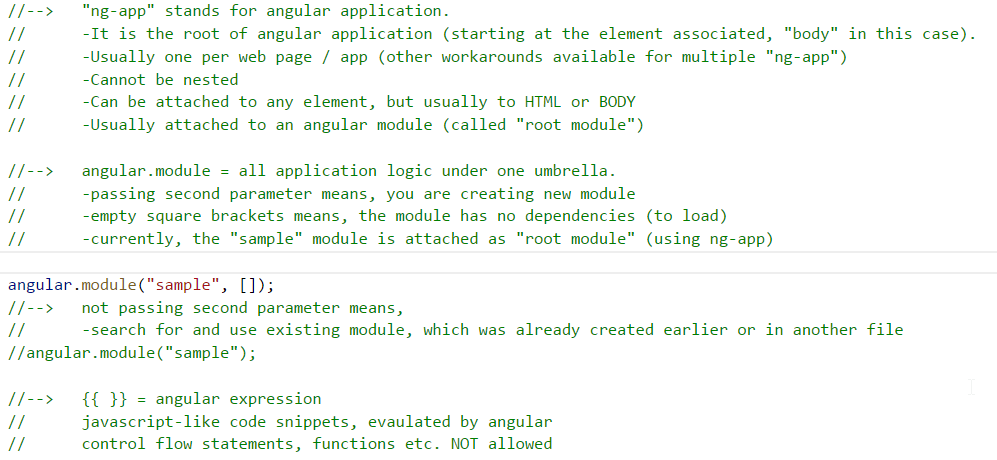 //-->   "ng-app" stands for angular application.
//      -It is the root of angular application (starting at the element associated, "body" in this case).
//      -Usually one per web page / app (other workarounds available for multiple "ng-app")
//      -Cannot be nested
//      -Can be attached to any element, but usually to HTML or BODY
//      -Usually attached to an angular module (called "root module")
//-->   angular.module = all application logic under one umbrella.
//      -passing second parameter means, you are creating new module
//      -empty square brackets means, the module has no dependencies (to load)
//      -currently, the "sample" module is attached as "root module" (using ng-app)
angular.module("sample", []);
//-->   not passing second parameter means,
//      -search for and use existing module, which was already created earlier or in another file
//angular.module("sample");
//-->   {{ }} = angular expression
//      javascript-like code snippets, evaulated by angular
//      control flow statements, functions etc. NOT allowed